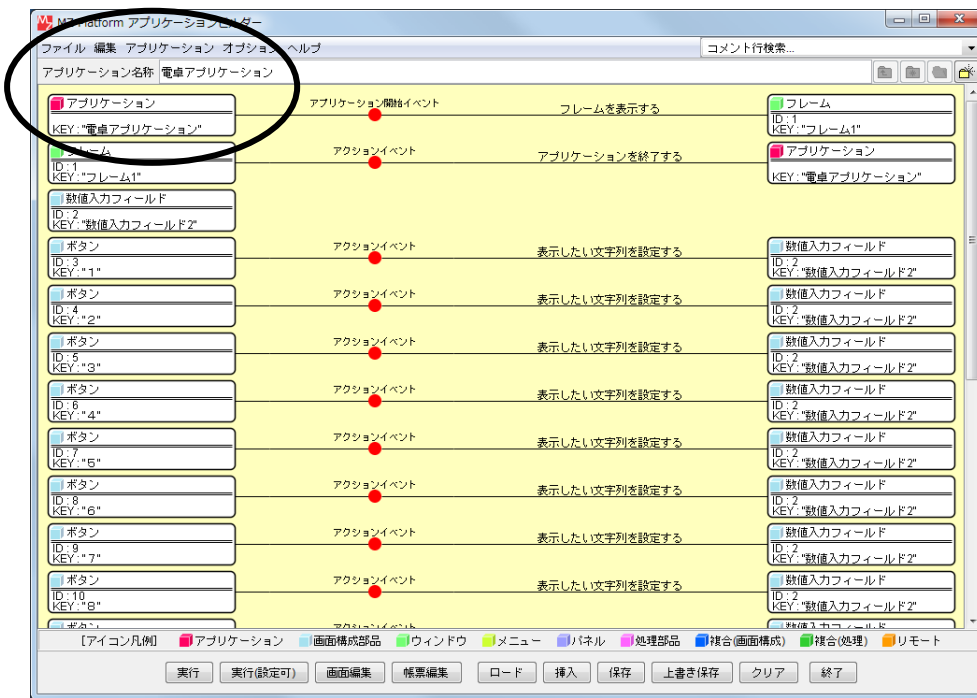 MZ Platform アプリケーションビルダー
ファイル 編集 アプリケーション オプション ヘルプ
コメント行検索...
アプリケーション名称 電卓アプリケーション
アプリケーション アプリケーション開始イベント フレームを表示する フレーム
ID : 1
KEY : "電卓アプリケーション" KEY : "フレーム1"
フレーム アクションイベント アプリケーションを終了する アプリケーション
ID : 1
KEY : "フレーム1" KEY : "電卓アプリケーション"
数値入力フィールド
ID : 2
KEY : "数値入力フィールド2"
ボタン アクションイベント 表示したい文字列を設定する 数値入力フィールド
ID : 3 ID : 2
KEY : "1" KEY : "数値入力フィールド2"
ボタン アクションイベント 表示したい文字列を設定する 数値入力フィールド
ID : 4 ID : 2
KEY : "2" KEY : "数値入力フィールド2"
ボタン アクションイベント 表示したい文字列を設定する 数値入力フィールド
ID : 5 ID : 2
KEY : "3" KEY : "数値入力フィールド2"
ボタン アクションイベント 表示したい文字列を設定する 数値入力フィールド
ID : 6 ID : 2
KEY : "4" KEY : "数値入力フィールド2"
ボタン アクションイベント 表示したい文字列を設定する 数値入力フィールド
ID : 7 ID : 2
KEY : "5" KEY : "数値入力フィールド2"
ボタン アクションイベント 表示したい文字列を設定する 数値入力フィールド
ID : 8 ID : 2
KEY : "6" KEY : "数値入力フィールド2"
ボタン アクションイベント 表示したい文字列を設定する 数値入力フィールド
ID : 9 ID : 2
KEY : "7" KEY : "数値入力フィールド2"
ボタン アクションイベント 表示したい文字列を設定する 数値入力フィールド
ID : 10 ID : 2
KEY : "8" KEY : "数値入力フィールド2"
ボタン アクションイベント 数値入力フィールド
[アイコン凡例] アプリケーション 画面構成部品 ウィンドウ メニュー パネル 処理部品 複合(画面構成) 複合(処理) リモート
実行 実行(設定可) 画面編集 帳票編集 ロード 挿入 保存 上書き保存 クリア 終了